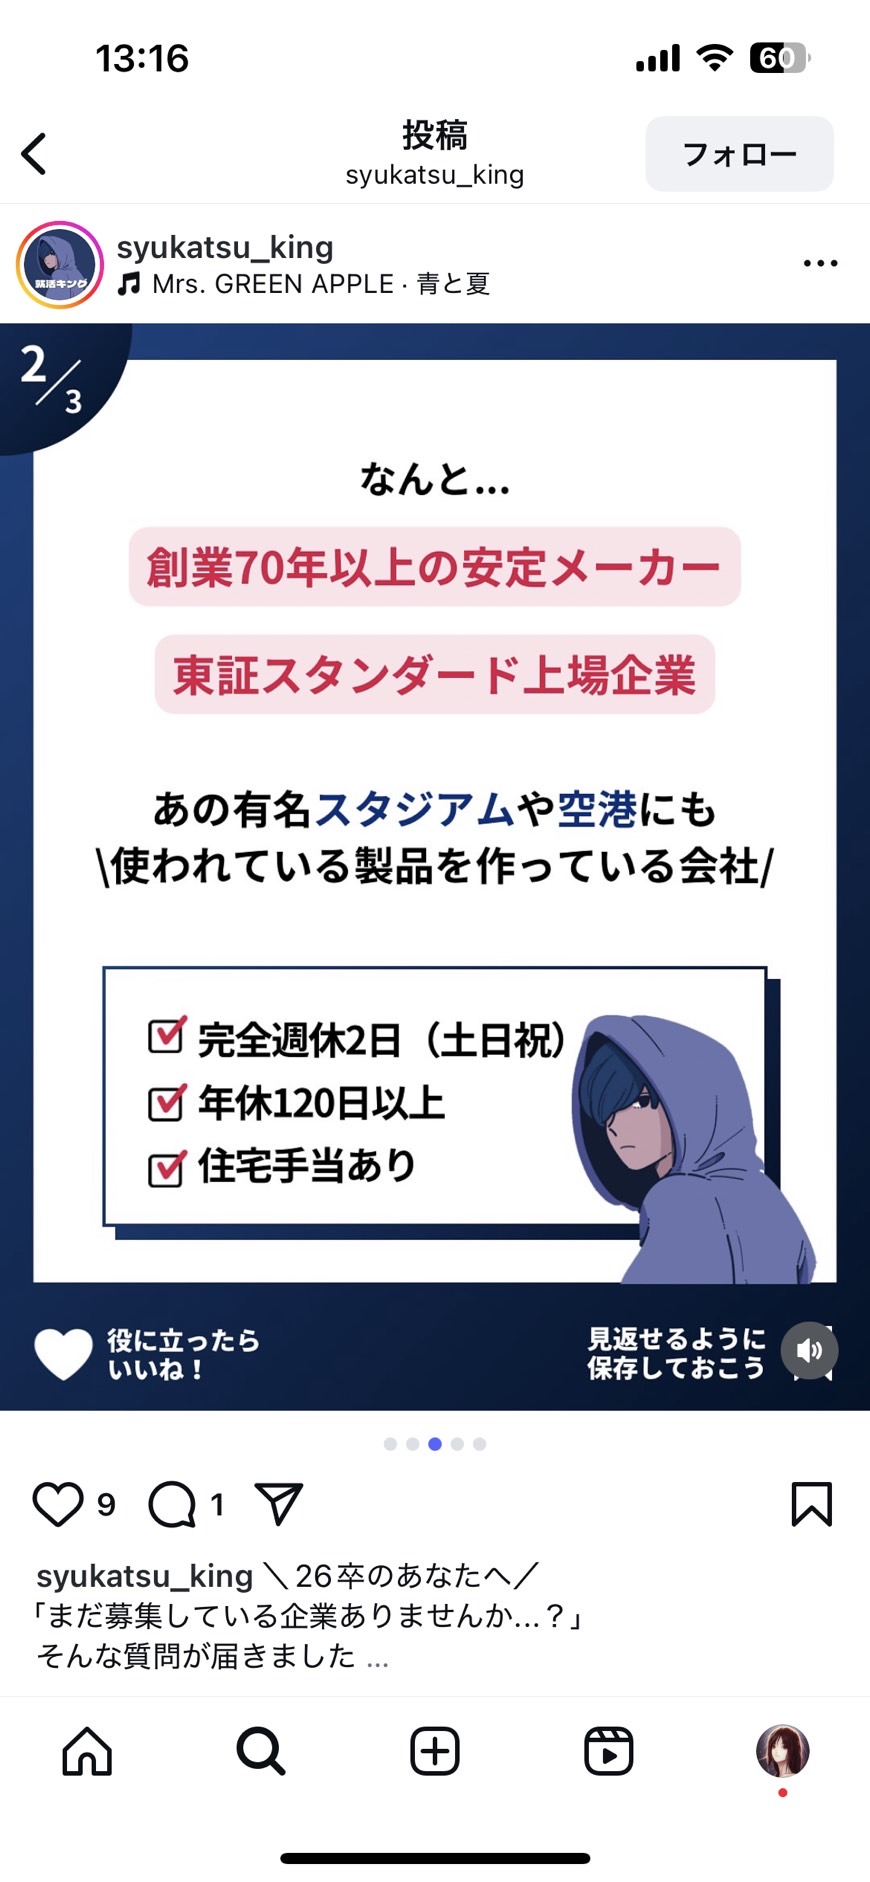 13:16
60
投稿
syukatsu_king
フォロー
就活キング
syukatsu_king
Mrs. GREEN APPLE · 青と夏
2/3
なんと...
創業70年以上の安定メーカー
東証スタンダード上場企業
あの有名スタジアムや空港にも
\使われている製品を作っている会社/
完全週休2日（土日祝）
年休120日以上
住宅手当あり
役に立ったら
いいね！
見返せるように
保存しておこう
9
1
syukatsu_king ＼26卒のあなたへ／
「まだ募集している企業ありませんか...？」
そんな質問が届きました ...